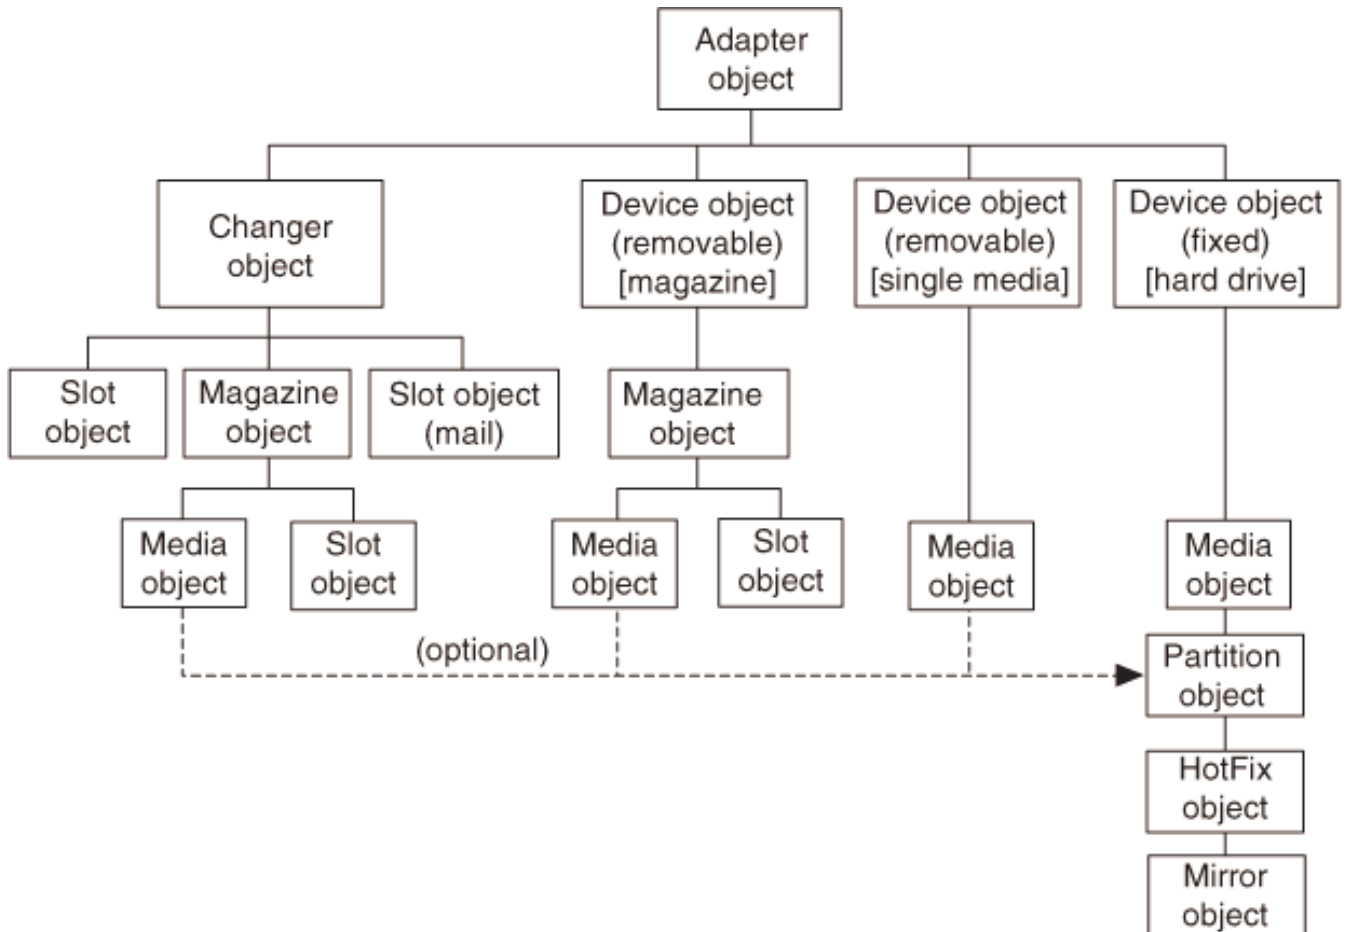 Adapter
object
Changer
object
Device object
(removable)
[magazine]
Device object
(removable)
[single media]
Device object
(fixed)
[hard drive]
Slot
object
Magazine
object
Slot object
(mail)
Magazine
object
Media
object
Slot
object
Media
object
Slot
object
Media
object
Media
object
(optional)
Partition
object
HotFix
object
Mirror
object